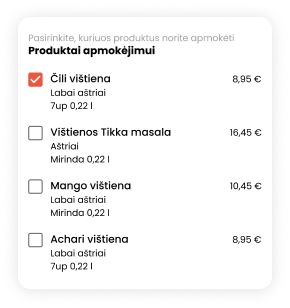 Pasirinkite, kuriuos produktus norite apmokėti
Produktai apmokėjimui
Čili vištiena 8,95 €
Labai aštriai
7up 0,22 l
Vištienos Tikka masala 16,45 €
Aštriai
Mirinda 0,22 l
Mango vištiena 10,45 €
Labai aštriai
Mirinda 0,22 l
Achari vištiena 8,95 €
Labai aštriai
7up 0,22 l